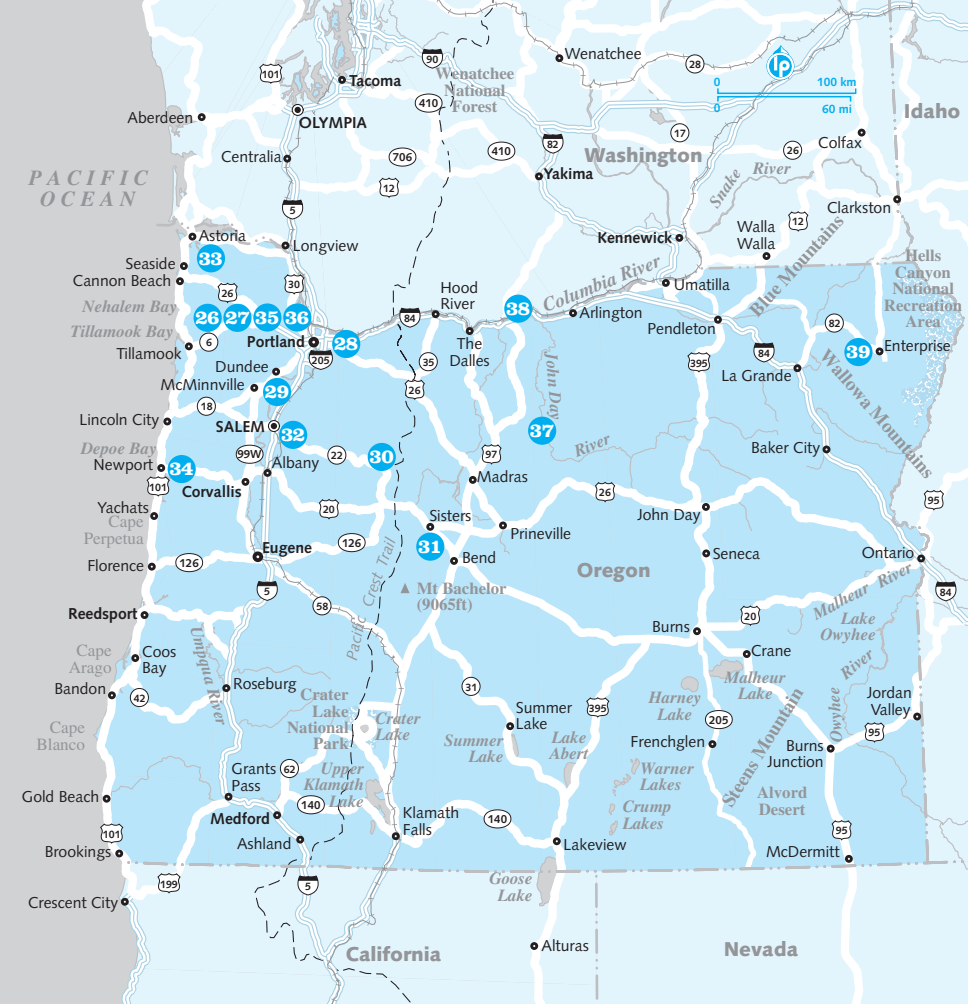 Wenatchee
90
28
lp
0
100 km
0
60 mi
101
Tacoma
Wenatchee
National
Forest
410
Idaho
Aberdeen
OLYMPIA
17
82
Washington
26
Colfax
Centralia
706
410
Yakima
Snake
River
PACIFIC
OCEAN
12
5
Clarkston
Walla
Walla
12
Astoria
Longview
Kennewick
33
Seaside
Cannon Beach
26
30
Hood
River
Columbia River
Umatilla
Blue Mountains
Hells
Canyon
National
Recreation
Area
Nehalem Bay
26
27
35
36
84
38
Arlington
Pendleton
82
Tillamook Bay
6
Portland
28
205
The
Dalles
Tillamook
35
John Day
395
84
39
Enterprise
Dundee
McMinnville
29
26
La Grande
Wallowa Mountains
18
Lincoln City
SALEM
32
37
River
Depoe Bay
99W
22
30
97
Baker City
Newport
34
Albany
101
Corvallis
Madras
26
95
Yachts
Cape
Perpetua
20
Sisters
John Day
Prineville
126
31
Eugene
126
Bend
Seneca
Ontario
Florence
Pacific Crest Trail
Oregon
5
Mt Bachelor
(9065ft)
84
58
Malheur River
Reedsport
20
Lake
Owyhee
Burns
Umpqua River
Cape
Arago
Coos
Bay
Crane
Malheur
Lake
River
Owyhee
Bandon
42
Roseburg
31
Harney
Lake
Jordan
Valley
Crater
Lake
National
Park
Crater
Lake
Summer
Lake
395
205
95
Cape
Blanco
Summer
Lake
Lake
Abert
Frenchglen
Steens Mountain
Burns
Junction
Grants
Pass
62
Upper
Klamath
Lake
Warner
Lakes
Alvord
Desert
Gold Beach
140
Crump
Lakes
Medford
Klamath
Falls
140
101
Ashland
Lakeview
95
Brookings
McDermitt
199
5
Goose
Lake
Crescent City
California
Alturas
Nevada